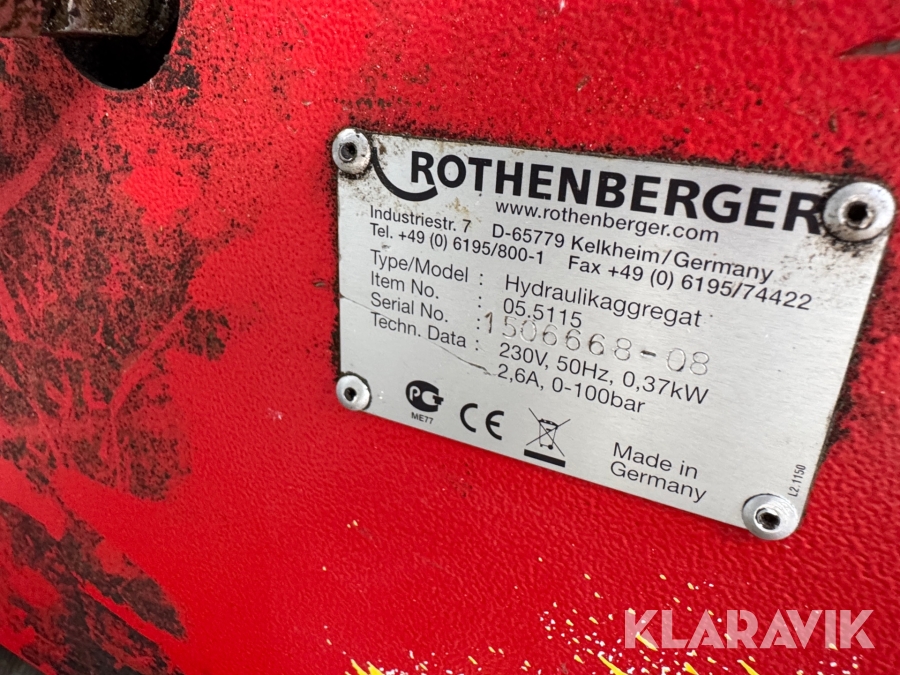 ROTHENBERGER
www.rothenberger.com
Industriestr. 7 D-65779 Kelkheim/Germany
Tel. +49 (0) 6195/800-1 Fax +49 (0) 6195/74422
Type/Model : Hydraulikaggregat
Item No. : 05.5115
Serial No. : 1506668-08
Techn. Data : 230V, 50Hz, 0,37kW
2,6A, 0-100bar
ME77
CE
Made in
Germany
L2.1150
KLARAVIK